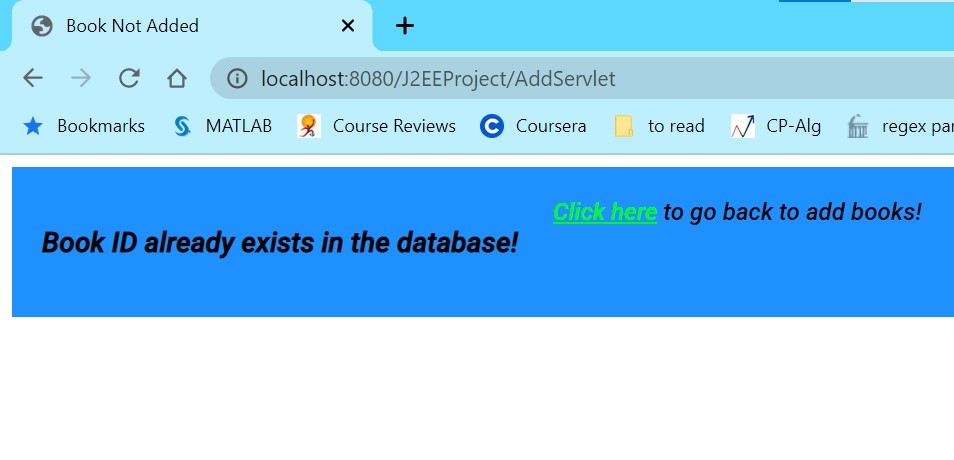 Book Not Added
localhost:8080/J2EEProject/AddServlet
Bookmarks MATLAB Course Reviews Coursera to read CP-Alg regex par
Click here to go back to add books!
Book ID already exists in the database!